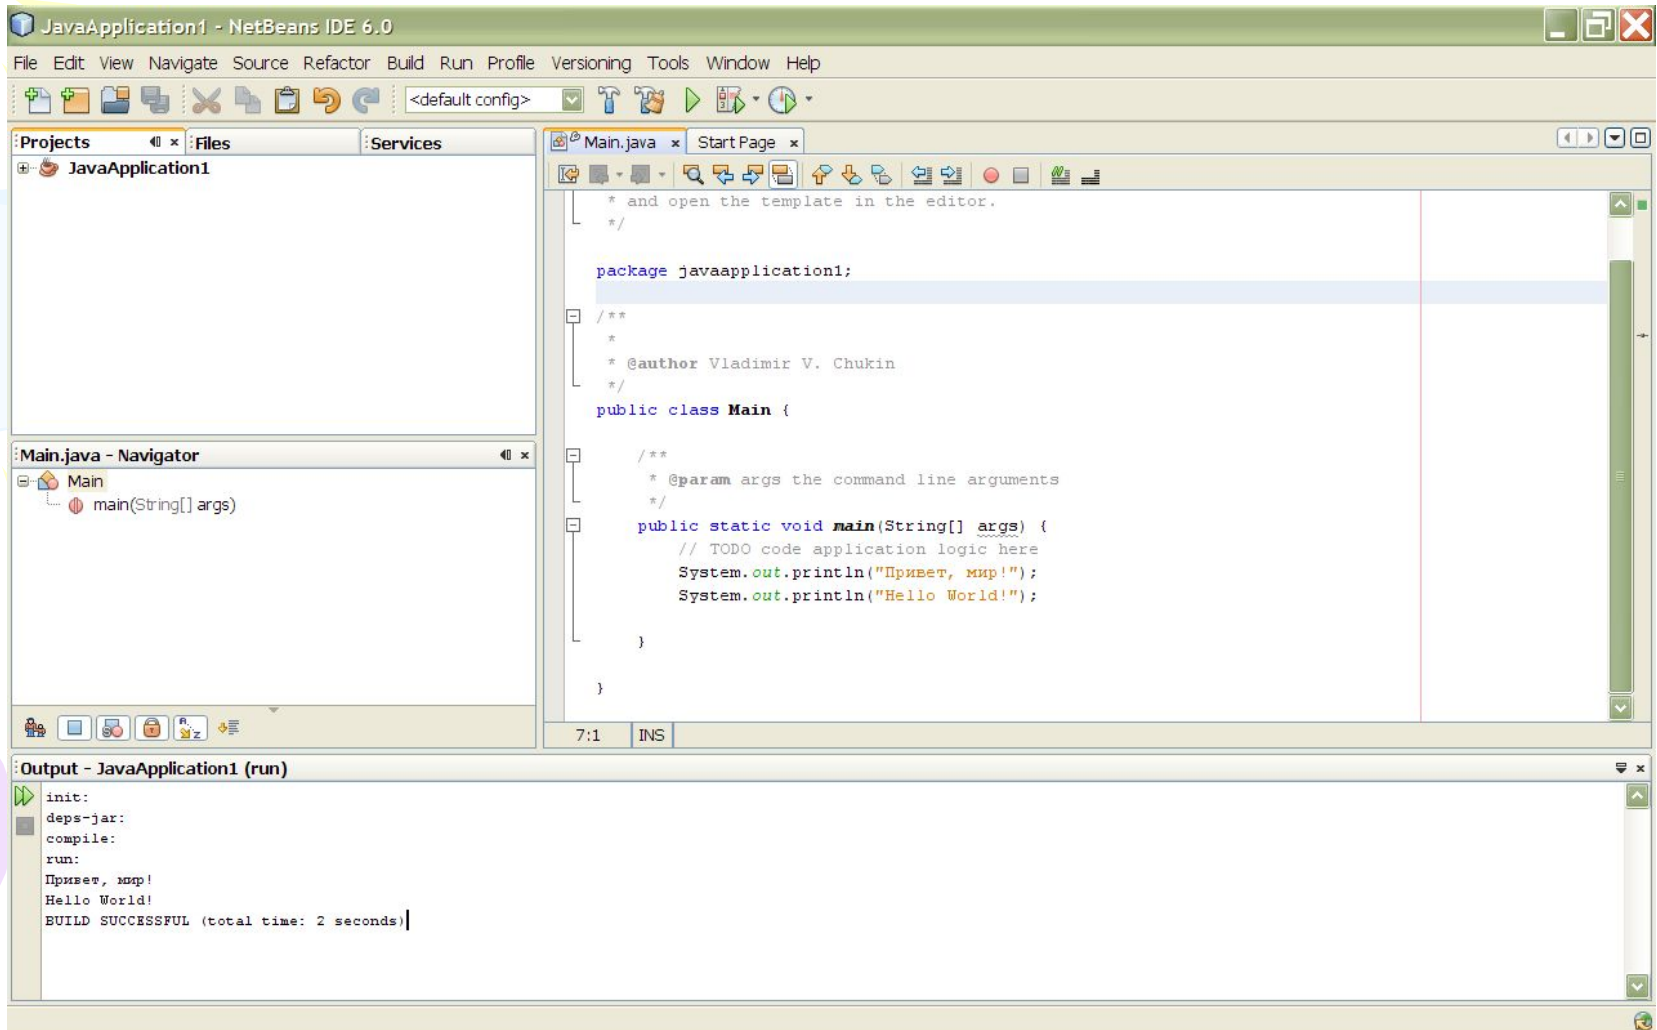 JavaApplication1 - NetBeans IDE 6.0
File Edit View Navigate Source Refactor Build Run Profile Versioning Tools Window Help
<default config>
Projects Files Services
JavaApplication1
Main.java - Navigator
Main
main(String[] args)
Main.java Start Page
* and open the template in the editor.
*/
package javaapplication1;
/**
*
* @author Vladimir V. Chukin
*/
public class Main {
/**
* @param args the command line arguments
*/
public static void main(String[] args) {
// TODO code application logic here
System.out.println("Привет, мир!");
System.out.println("Hello World!");
}
}
7:1 INS
Output - JavaApplication1 (run)
init:
deps-jar:
compile:
run:
Привет, мир!
Hello World!
BUILD SUCCESSFUL (total time: 2 seconds)